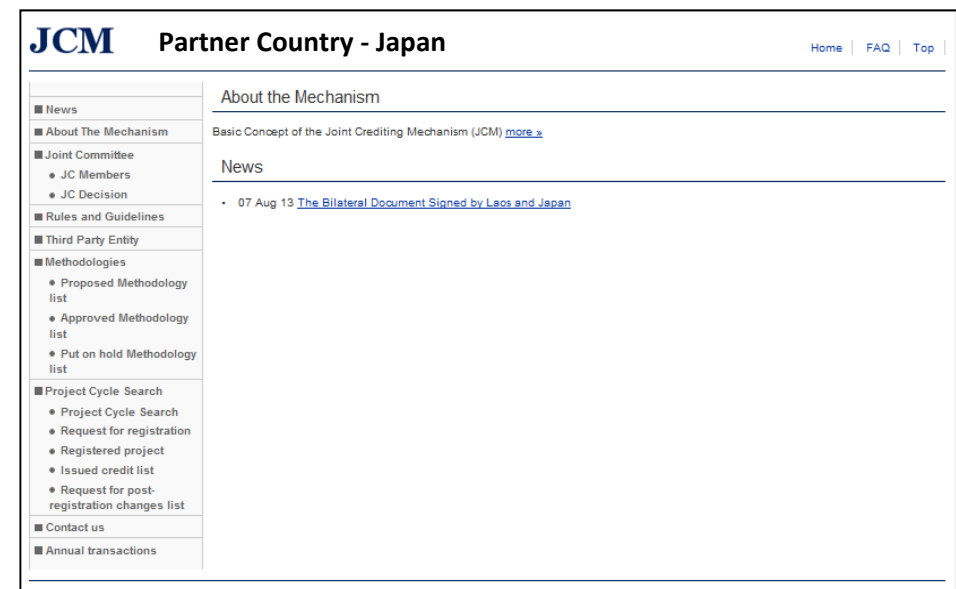 JCM Partner Country - Japan
Home FAQ Top
News
About The Mechanism
Joint Committee
JC Members
JC Decision
Rules and Guidelines
Third Party Entity
Methodologies
Proposed Methodology
list
Approved Methodology
list
Put on hold Methodology
list
Project Cycle Search
Project Cycle Search
Request for registration
Registered project
Issued credit list
Request for post-
registration changes list
Contact us
Annual transactions
About the Mechanism
Basic Concept of the Joint Crediting Mechanism (JCM) more »
News
• 07 Aug 13 The Bilateral Document Signed by Laos and Japan